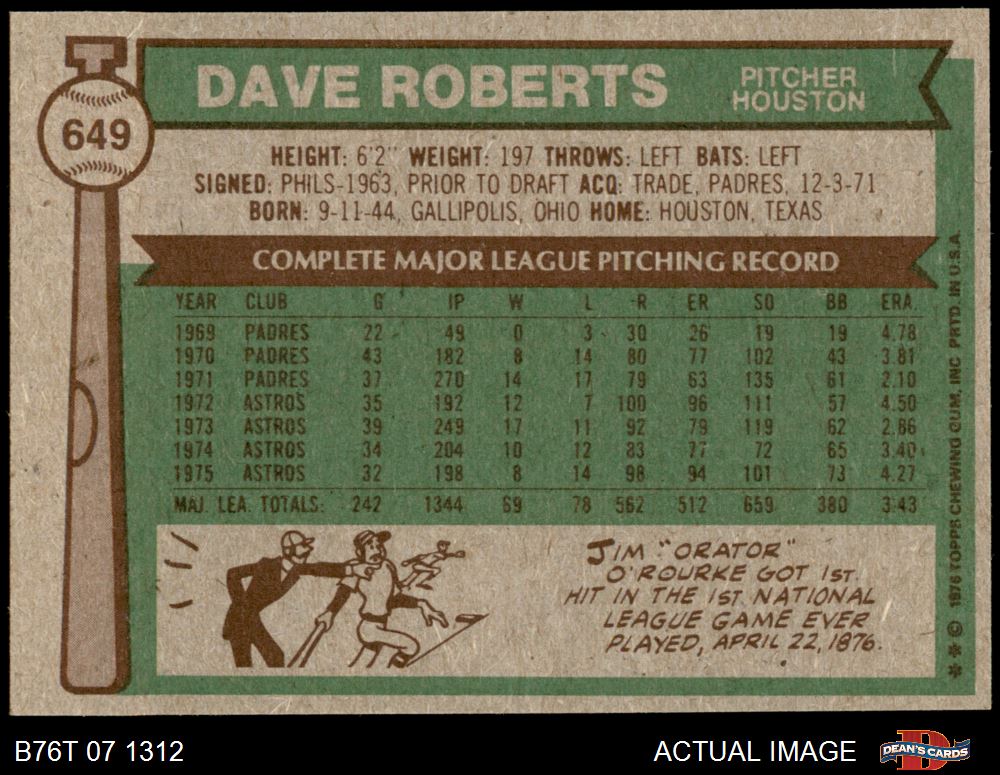 T
649
DAVE ROBERTS
PITCHER
HOUSTON
HEIGHT: 6'2" WEIGHT: 197 THROWS: LEFT BATS: LEFT
SIGNED: PHILS-1963, PRIOR TO DRAFT ACQ: TRADE, PADRES, 12-3-71
BORN: 9-11-44, GALLIPOLIS, OHIO HOME: HOUSTON, TEXAS
COMPLETE MAJOR LEAGUE PITCHING RECORD
YEAR CLUB G IP W L R ER SO BB ERA
1969 PADRES 22 49 0 3 30 26 19 19 4.78
1970 PADRES 43 182 8 14 80 77 102 43 3.81
1971 PADRES 37 270 14 17 79 63 135 61 2.10
1972 ASTROS 35 192 12 7 100 96 111 57 4.50
1973 ASTROS 39 249 17 11 92 79 119 62 2.86
1974 ASTROS 34 204 10 12 83 77 72 65 3.40
1975 ASTROS 32 198 8 14 98 94 101 73 4.27
MAJ. LEA. TOTALS: 242 1344 69 78 562 512 659 380 3.43
JIM "ORATOR"
O'ROURKE GOT 1ST
HIT IN THE 1ST NATIONAL
LEAGUE GAME EVER
PLAYED, APRIL 22, 1876.
* * © 1976 TOPPS CHEWING GUM, INC. PRTD. IN U.S.A.
B76T 07 1312
ACTUAL IMAGE
DEAN'S CARDS